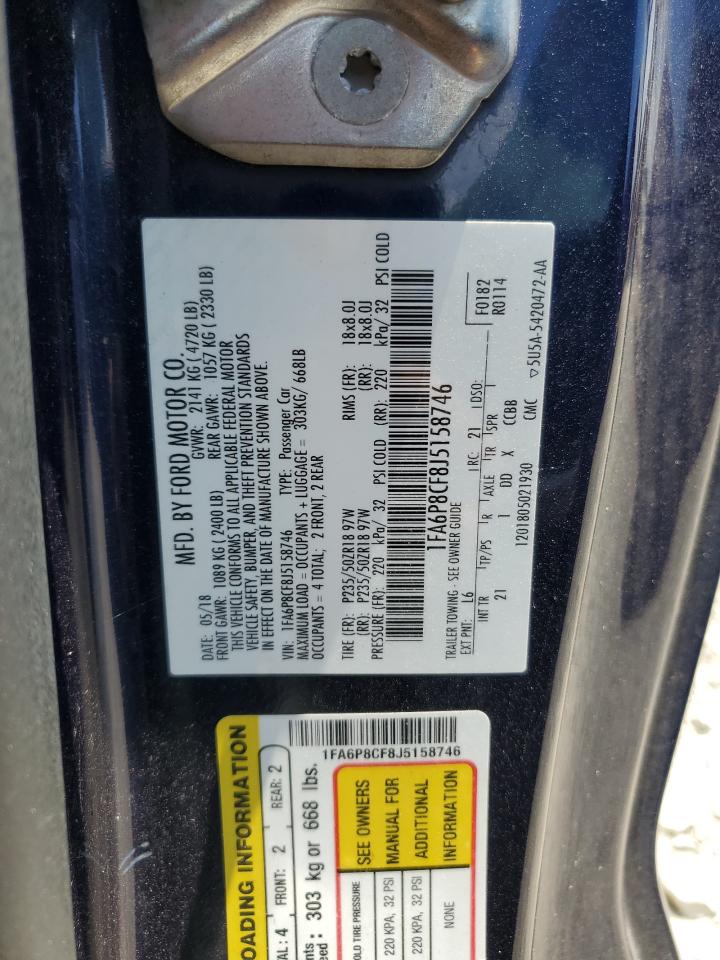 MFD. BY FORD MOTOR CO.
DATE: 05/18 GVWR: 2141 KG ( 4720 LB)
FRONT GAWR: 1089 KG ( 2400 LB) REAR GAWR: 1057 KG ( 2330 LB)
THIS VEHICLE CONFORMS TO ALL APPLICABLE FEDERAL MOTOR
VEHICLE SAFETY, BUMPER, AND THEFT PREVENTION STANDARDS
IN EFFECT ON THE DATE OF MANUFACTURE SHOWN ABOVE.
VIN: 1FA6P8CF8J5158746 TYPE: Passenger Car
MAXIMUM LOAD = OCCUPANTS + LUGGAGE = 303KG/ 668LB
OCCUPANTS = 4 TOTAL; 2 FRONT, 2 REAR
TIRE (FR): P235/50ZR18 97W RIMS (FR): 18x8.0J
(RR): P235/50ZR18 97W (RR): 18x8.0J
PRESSURE (FR): 220 kPa/ 32 PSI COLD (RR): 220 kPa/ 32 PSI COLD
1FA6P8CF8J5158746
TRAILER TOWING - SEE OWNER GUIDE
EXT PNT: L6 RC: 21 DSO: F0182
INT TR TP/PS R AXLE TR SPR R0114
21 I DD X CCBB
1201805021930 CMC ▽5U5A-5420472-AA
1FA6P8CF8J5158746
OADING INFORMATION
AL: 4 FRONT: 2 REAR: 2
nts :
eed : 303 kg or 668 lbs.
OLD TIRE PRESSURE SEE OWNERS
220 KPA, 32 PSI MANUAL FOR
220 KPA, 32 PSI ADDITIONAL
NONE INFORMATION